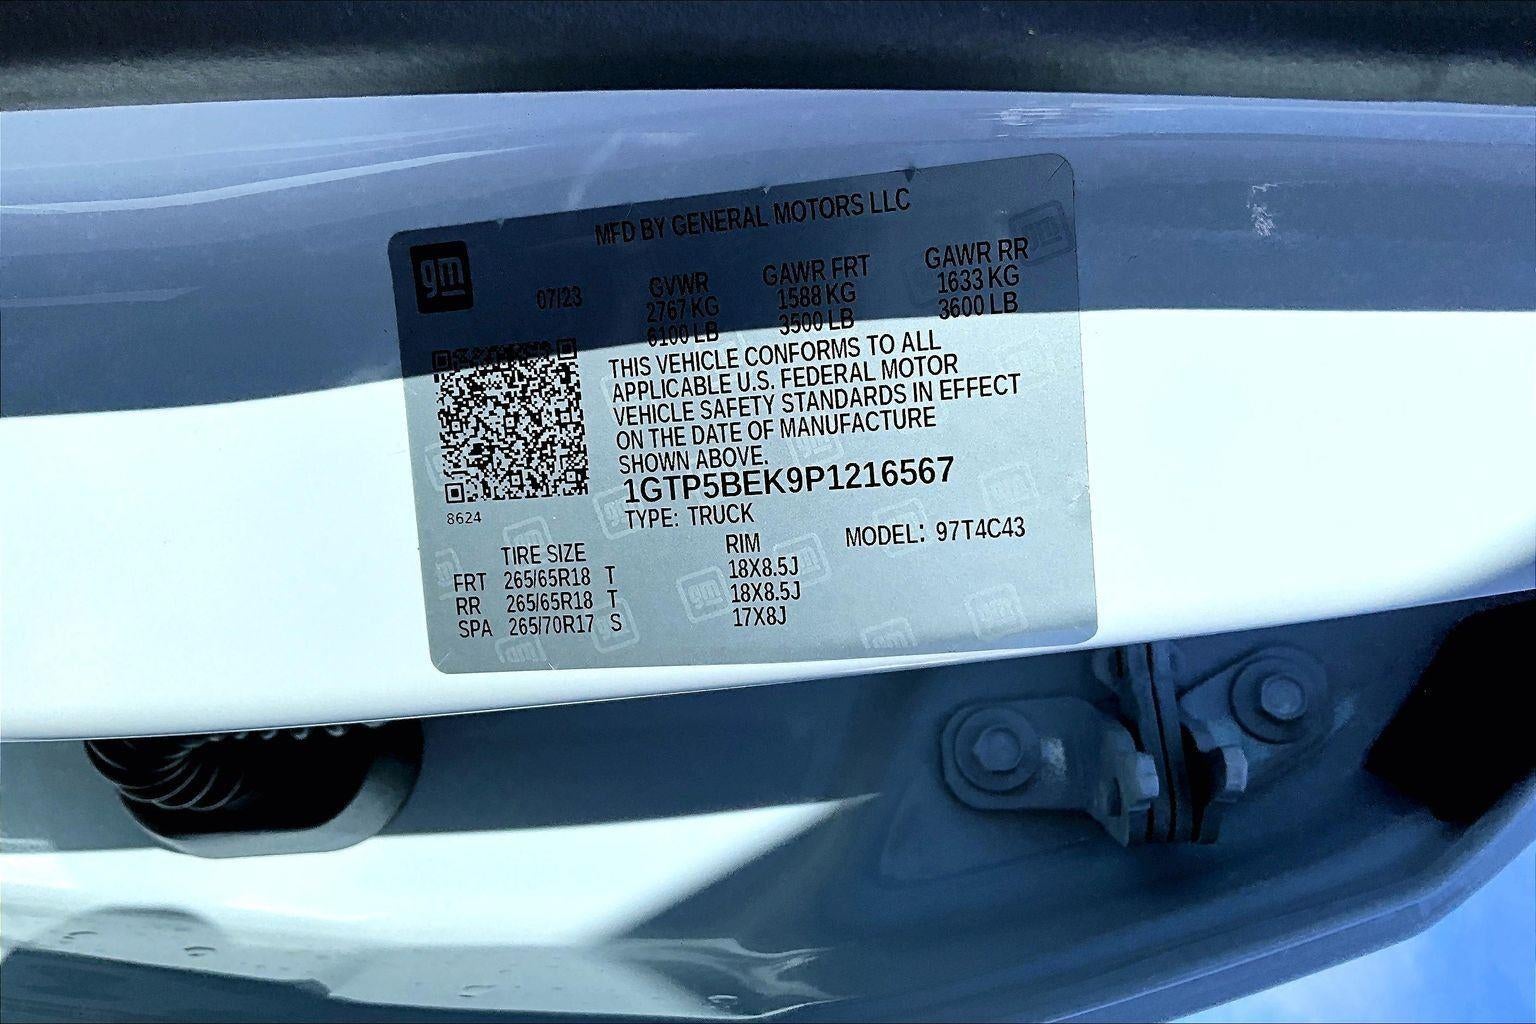 MFD BY GENERAL MOTORS LLC
gm
07/23
GVWR
2767 KG
6100 LB
GAWR FRT
1588 KG
3500 LB
GAWR RR
1633 KG
3600 LB
THIS VEHICLE CONFORMS TO ALL
APPLICABLE U.S. FEDERAL MOTOR
VEHICLE SAFETY STANDARDS IN EFFECT
ON THE DATE OF MANUFACTURE
SHOWN ABOVE.
1GTP5BEK9P1216567
TYPE: TRUCK
8624
MODEL: 97T4C43
TIRE SIZE RIM
FRT 265/65R18 T 18X8.5J
RR 265/65R18 T 18X8.5J
SPA 265/70R17 S 17X8J